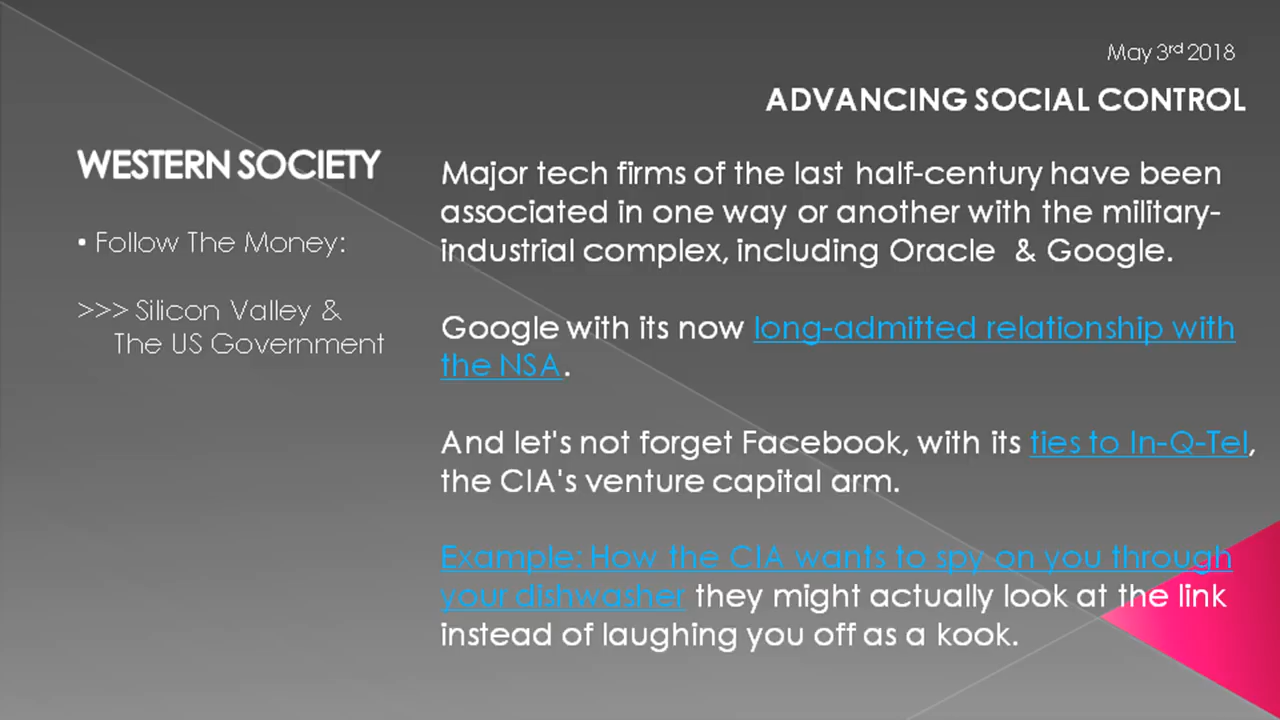 May 3rd 2018
ADVANCING SOCIAL CONTROL
WESTERN SOCIETY
• Follow The Money:
>>> Silicon Valley &
The US Government
Major tech firms of the last half-century have been
associated in one way or another with the military-
industrial complex, including Oracle & Google.
Google with its now long-admitted relationship with
the NSA.
And let's not forget Facebook, with its ties to In-Q-Tel,
the CIA's venture capital arm.
Example: How the CIA wants to spy on you through
your dishwasher they might actually look at the link
instead of laughing you off as a kook.